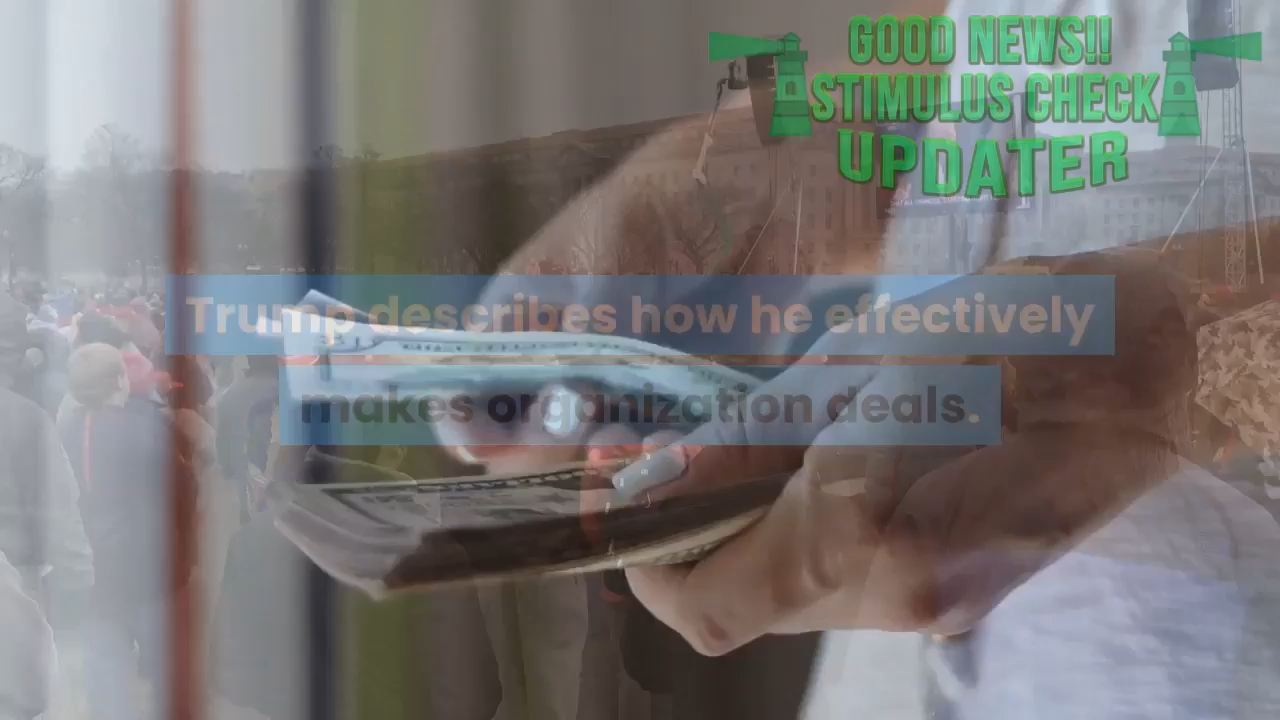 GOOD NEWS!!
STIMULUS CHECK
UPDATER
Trump describes how he effectively
makes organization deals.